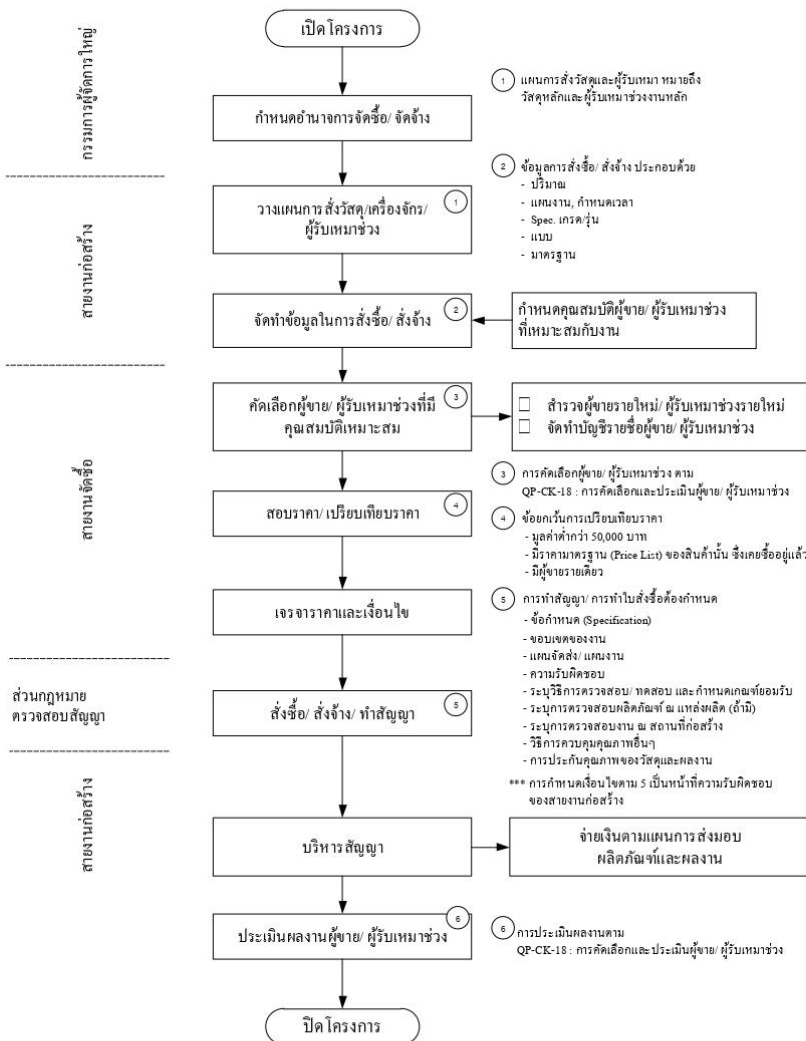 เปิดโครงการ
กรรมการผู้จัดการใหญ่
กำหนดอำนาจการจัดซื้อ/ จัดจ้าง
1 แผนการสั่งวัสดุและผู้รับเหมา หมายถึง
วัสดุหลักและผู้รับเหมาช่วงงานหลัก
สายงานก่อสร้าง
วางแผนการสั่งวัสดุ/เครื่องจักร/
ผู้รับเหมาช่วง
1
2 ข้อมูลการสั่งซื้อ/ สั่งจ้าง ประกอบด้วย
- ปริมาณ
- แผนงาน, กำหนดเวลา
- Spec. เกรด/รุ่น
- แบบ
- มาตรฐาน
จัดทำข้อมูลในการสั่งซื้อ/ สั่งจ้าง
2
กำหนดคุณสมบัติผู้ขาย/ ผู้รับเหมาช่วง
ที่เหมาะสมกับงาน
สายงานจัดซื้อ
คัดเลือกผู้ขาย/ ผู้รับเหมาช่วงที่มี
คุณสมบัติเหมาะสม
3
สำรวจผู้ขายรายใหม่/ ผู้รับเหมาช่วงรายใหม่
จัดทำบัญชีรายชื่อผู้ขาย/ ผู้รับเหมาช่วง
3 การคัดเลือกผู้ขาย/ ผู้รับเหมาช่วง ตาม
QP-CK-18 : การคัดเลือกและประเมินผู้ขาย/ ผู้รับเหมาช่วง
สอบราคา/ เปรียบเทียบราคา
4
4 ข้อยกเว้นการเปรียบเทียบราคา
- มูลค่าต่ำกว่า 50,000 บาท
- มีราคามาตรฐาน (Price List) ของสินค้านั้น ซึ่งเคยซื้ออยู่แล้ว
- มีผู้ขายรายเดียว
เจรจาราคาและเงื่อนไข
5 การทำสัญญา/ การทำใบสั่งซื้อต้องกำหนด
- ข้อกำหนด (Specification)
- ขอบเขตของงาน
- แผนจัดส่ง/ แผนงาน
- ความรับผิดชอบ
- ระบุวิธีการตรวจสอบ/ ทดสอบ และกำหนดเกณฑ์ยอมรับ
- ระบุการตรวจสอบผลิตภัณฑ์ ณ แหล่งผลิต (ถ้ามี)
- ระบุการตรวจสอบงาน ณ สถานที่ก่อสร้าง
- วิธีการควบคุมคุณภาพอื่นๆ
- การประกันคุณภาพของวัสดุและผลงาน
*** การกำหนดเงื่อนไขตาม 5 เป็นหน้าที่ความรับผิดชอบ
ของสายงานก่อสร้าง
ส่วนกฎหมาย
ตรวจสอบสัญญา
สั่งซื้อ/ สั่งจ้าง/ ทำสัญญา
5
สายงานก่อสร้าง
บริหารสัญญา
จ่ายเงินตามแผนการส่งมอบ
ผลิตภัณฑ์และผลงาน
ประเมินผลงานผู้ขาย/ ผู้รับเหมาช่วง
6
6 การประเมินผลงานตาม
QP-CK-18 : การคัดเลือกและประเมินผู้ขาย/ ผู้รับเหมาช่วง
ปิดโครงการ